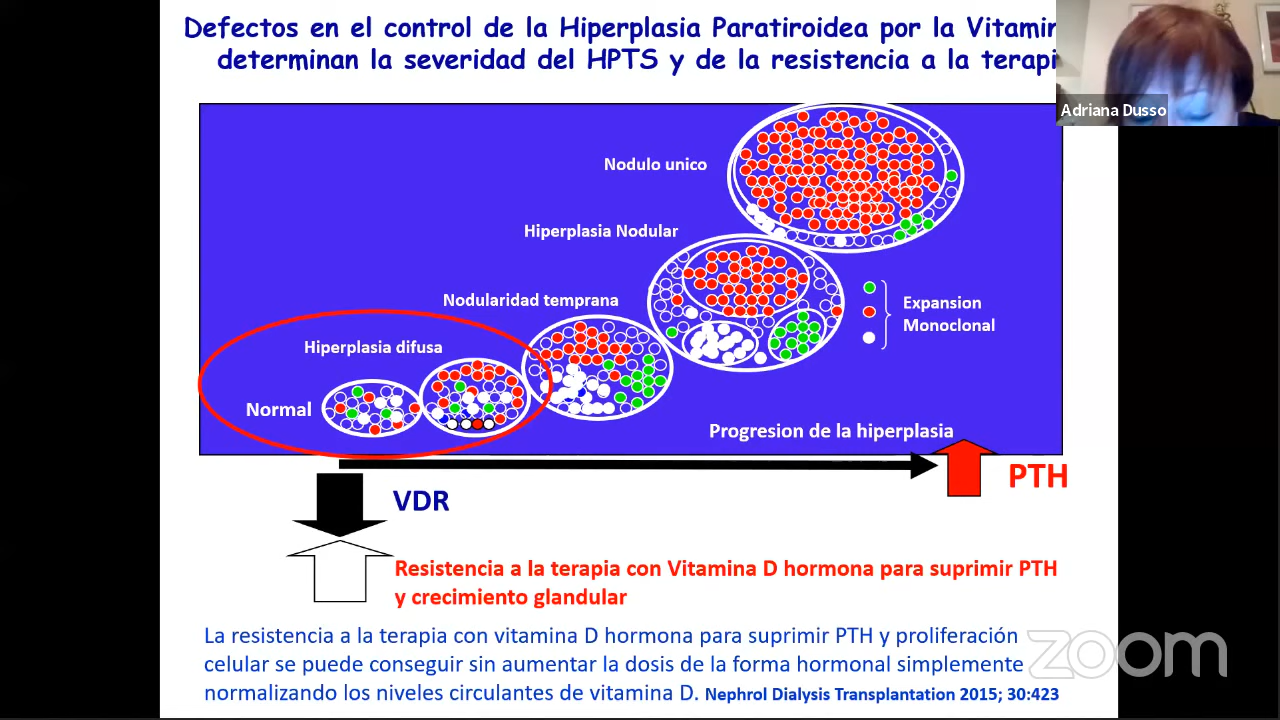 Defectos en el control de la Hiperplasia Paratiroidea por la
determinan la severidad del HPTS y de la resistencia a la
Adriana Dusso
Nodulo unico
Hiperplasia Nodular
Nodularidad temprana
Expansion
Monoclonal
Hiperplasia difusa
Normal
Progresion de la hiperplasia
PTH
VDR
Resistencia a la terapia con Vitamina D hormona para suprimir PTH
y crecimiento glandular
La resistencia a la terapia con vitamina D hormona para suprimir PTH y proliferación
celular se puede conseguir sin aumentar la dosis de la forma hormonal simplemente
normalizando los niveles circulantes de vitamina D. Nephrol Dialysis Transplantation 2015; 30:423
zoom